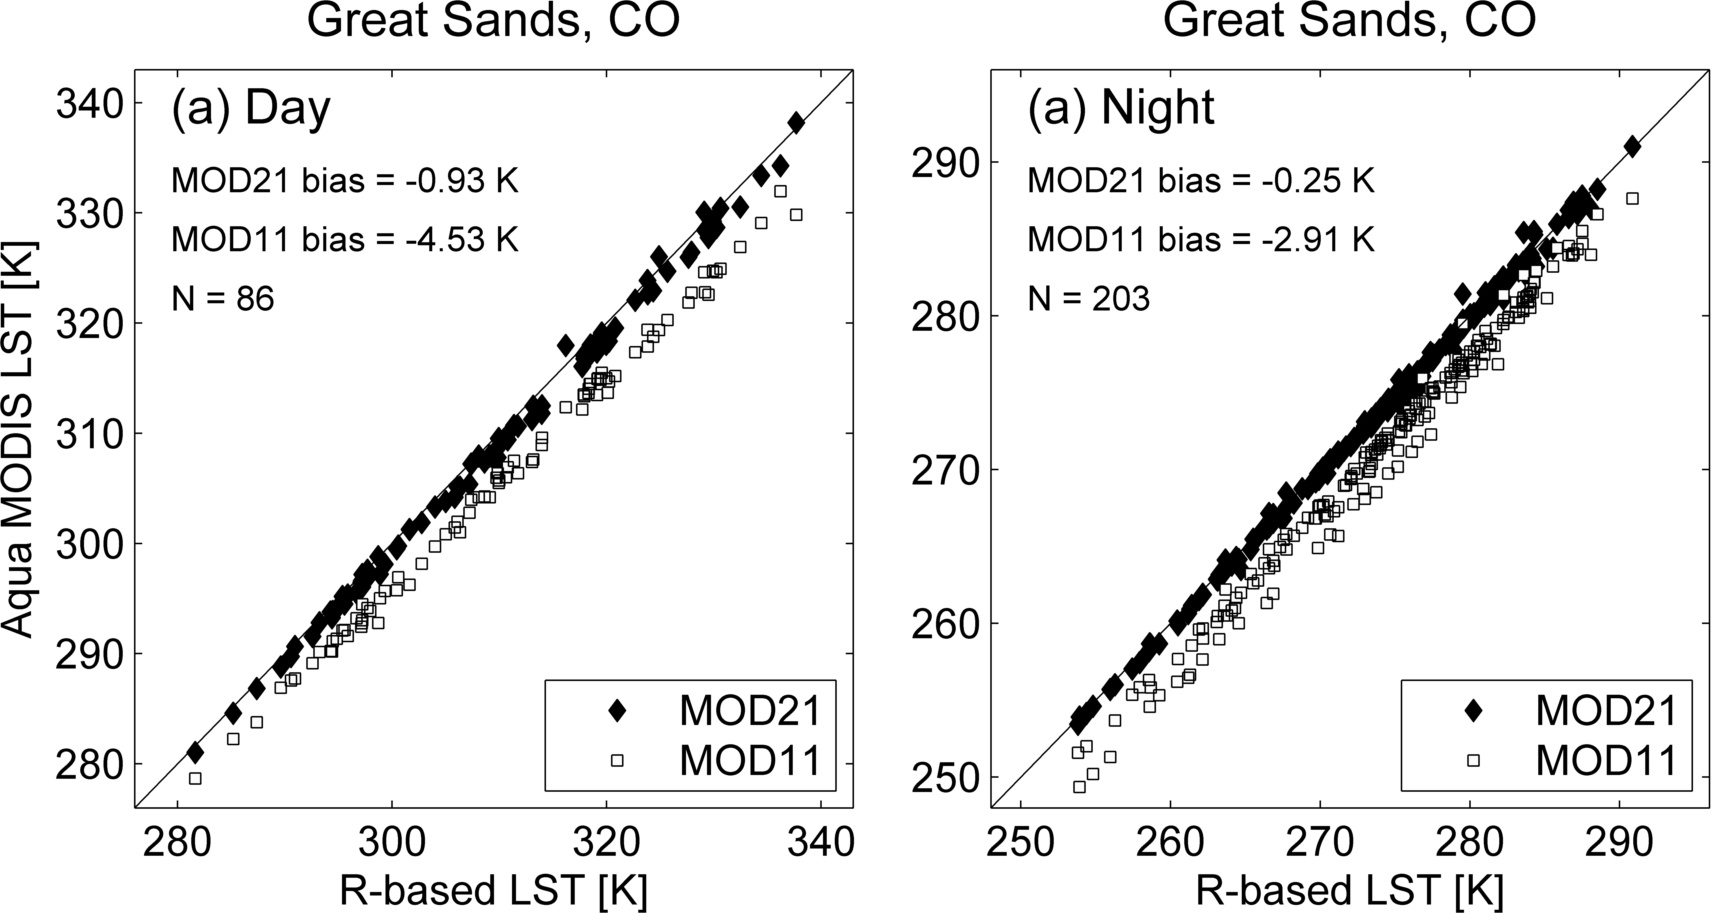 Great Sands, CO
(a) Day
MOD21 bias = -0.93 K
MOD11 bias = -4.53 K
N = 86
Aqua MODIS LST [K]
340
330
320
310
300
290
280
MOD21
MOD11
280 300 320 340
R-based LST [K]
Great Sands, CO
(a) Night
MOD21 bias = -0.25 K
MOD11 bias = -2.91 K
N = 203
290
280
270
260
250
MOD21
MOD11
250 260 270 280 290
R-based LST [K]